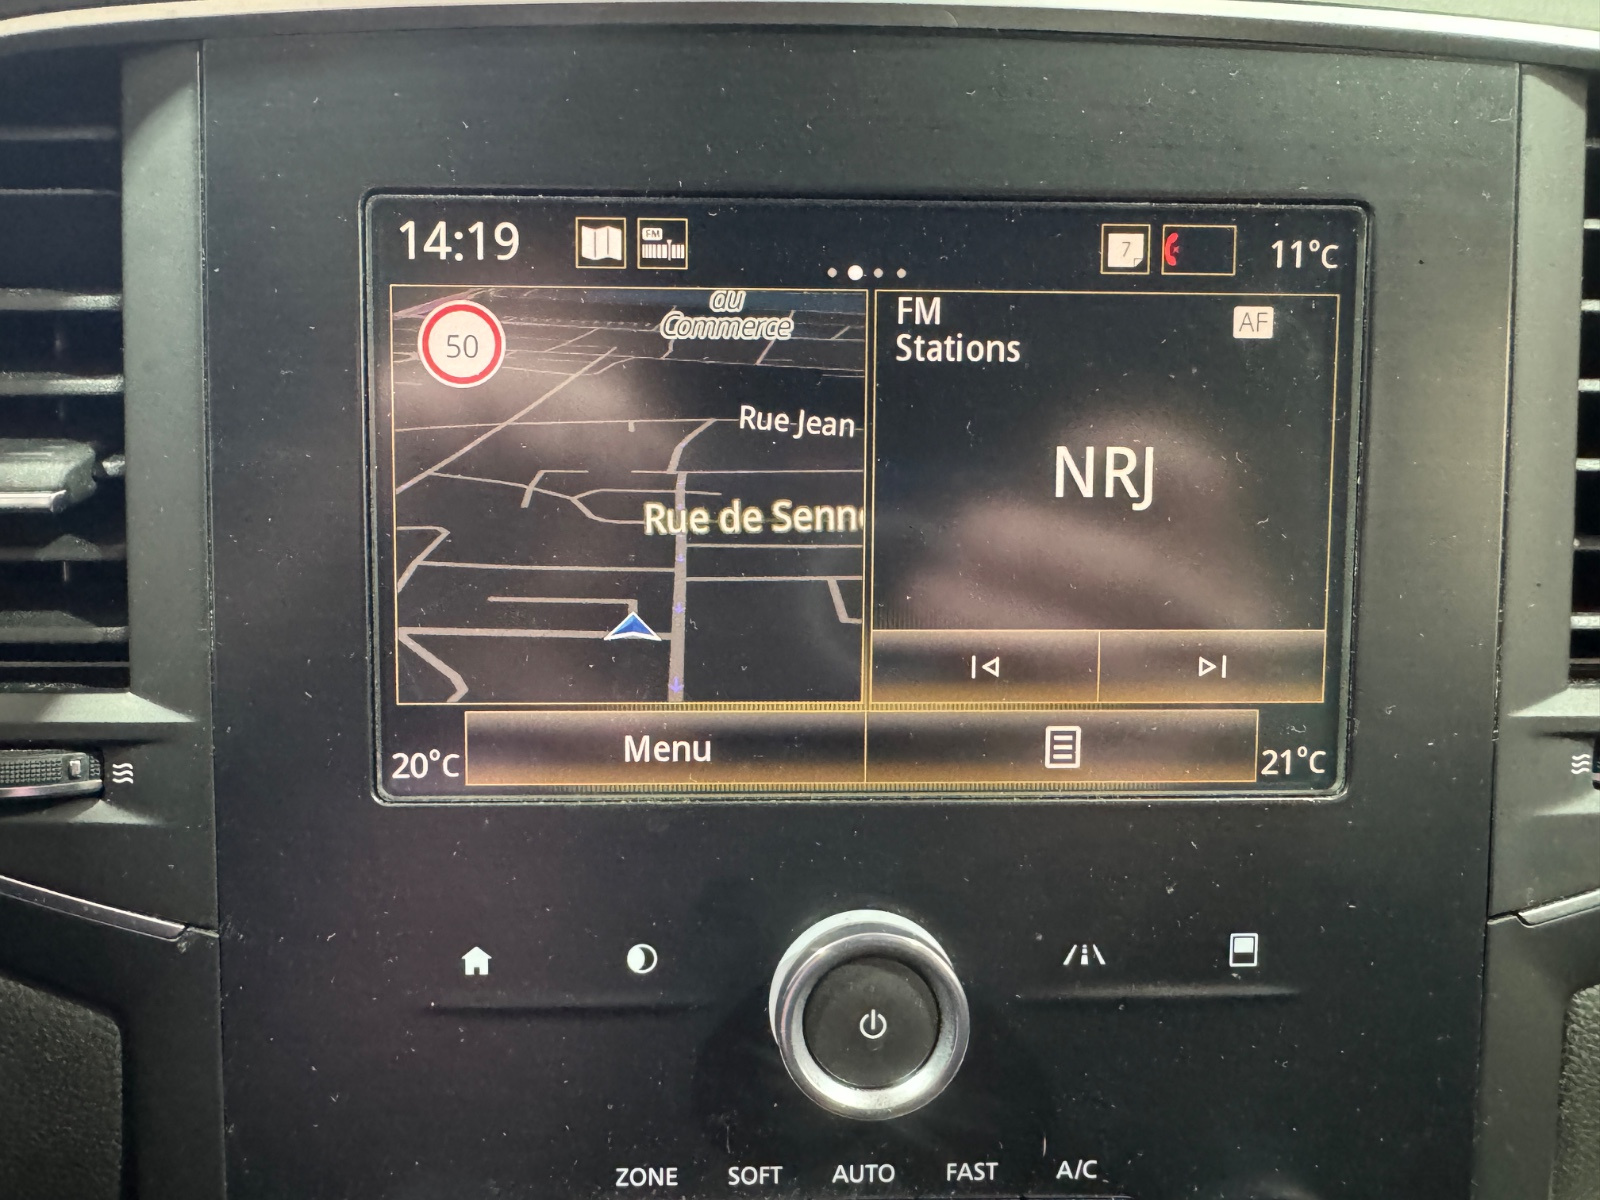 14:19
FM
7
11°C
50
du
Commerce
Rue Jean
Rue de Senn
FM
Stations
AF
NRJ
20°C
Menu
21°C
ZONE
SOFT
AUTO
FAST
A/C